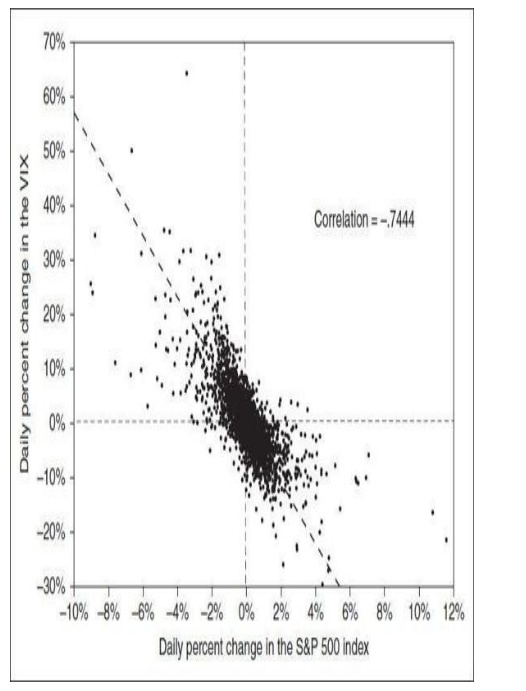 70%
60%
50%
40%
30%
20%
10%
0%
–10%
–20%
–30%
Daily percent change in the VIX
Correlation = –.7444
–10% –8% –6% –4% –2% 0% 2% 4% 6% 8% 10% 12%
Daily percent change in the S&P 500 index